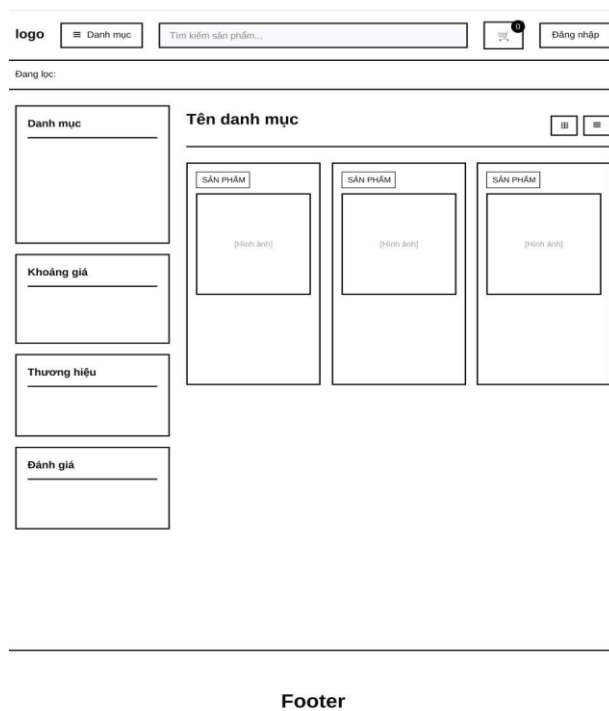 logo
≡ Danh mục
Tìm kiếm sản phẩm...
0
Đăng nhập
Đang lọc:
Danh mục
Tên danh mục
SẢN PHẨM
SẢN PHẨM
SẢN PHẨM
[Hình ảnh]
[Hình ảnh]
[Hình ảnh]
Khoảng giá
Thương hiệu
Đánh giá
Footer